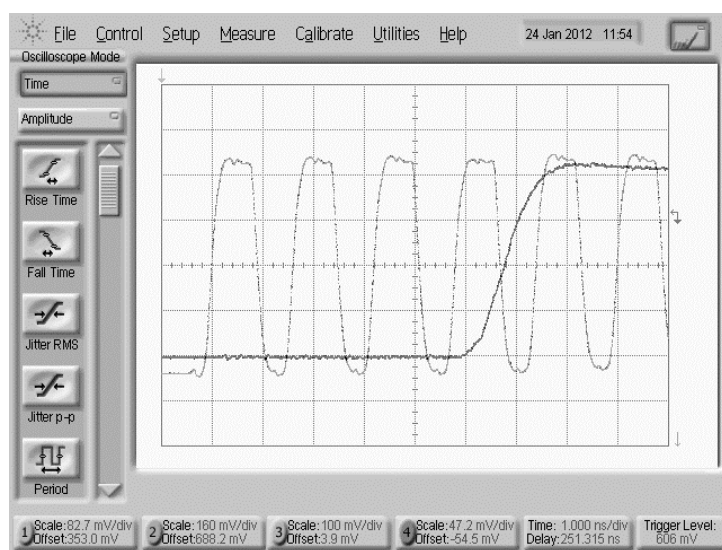 File Control Setup Measure Calibrate Utilities Help 24 Jan 2012 11:54
Oscilloscope Mode
Time
Amplitude
Rise Time
Fall Time
Jitter RMS
Jitter p-p
Period
1 Scale:82.7 mV/div 2 Scale:160 mV/div 3 Scale:100 mV/div 4 Scale:47.2 mV/div Time: 1.000 ns/div Trigger Level:
Offset:353.0 mV Offset:688.2 mV Offset:3.9 mV Offset:-54.5 mV Delay:251.315 ns 606 mV